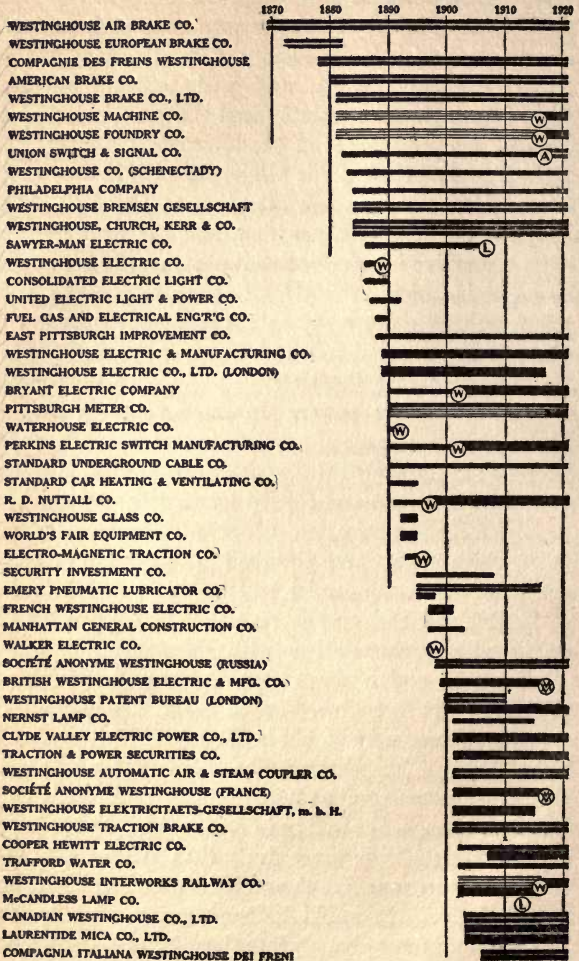 1870 1880 1890 1900 1910 1920
WESTINGHOUSE AIR BRAKE CO.
WESTINGHOUSE EUROPEAN BRAKE CO.
COMPAGNIE DES FREINS WESTINGHOUSE
AMERICAN BRAKE CO.
WESTINGHOUSE BRAKE CO., LTD.
WESTINGHOUSE MACHINE CO. W
WESTINGHOUSE FOUNDRY CO. W
UNION SWITCH & SIGNAL CO. A
WESTINGHOUSE CO. (SCHENECTADY)
PHILADELPHIA COMPANY
WESTINGHOUSE BREMSEN GESELLSCHAFT
WESTINGHOUSE, CHURCH, KERR & CO.
SAWYER-MAN ELECTRIC CO. L
WESTINGHOUSE ELECTRIC CO. W
CONSOLIDATED ELECTRIC LIGHT CO.
UNITED ELECTRIC LIGHT & POWER CO.
FUEL GAS AND ELECTRICAL ENG'R'G CO.
EAST PITTSBURGH IMPROVEMENT CO.
WESTINGHOUSE ELECTRIC & MANUFACTURING CO.
WESTINGHOUSE ELECTRIC CO., LTD. (LONDON)
BRYANT ELECTRIC COMPANY W
PITTSBURGH METER CO.
WATERHOUSE ELECTRIC CO. W
PERKINS ELECTRIC SWITCH MANUFACTURING CO. W
STANDARD UNDERGROUND CABLE CO.
STANDARD CAR HEATING & VENTILATING CO.
R. D. NUTTALL CO. W
WESTINGHOUSE GLASS CO.
WORLD'S FAIR EQUIPMENT CO.
ELECTRO-MAGNETIC TRACTION CO. W
SECURITY INVESTMENT CO.
EMERY PNEUMATIC LUBRICATOR CO.
FRENCH WESTINGHOUSE ELECTRIC CO.
MANHATTAN GENERAL CONSTRUCTION CO.
WALKER ELECTRIC CO. W
SOCIÉTÉ ANONYME WESTINGHOUSE (RUSSIA)
BRITISH WESTINGHOUSE ELECTRIC & MFG. CO.
WESTINGHOUSE PATENT BUREAU (LONDON)
NERNST LAMP CO.
CLYDE VALLEY ELECTRIC POWER CO., LTD.
TRACTION & POWER SECURITIES CO.
WESTINGHOUSE AUTOMATIC AIR & STEAM COUPLER CO.
SOCIÉTÉ ANONYME WESTINGHOUSE (FRANCE)
WESTINGHOUSE ELEKTRICITAETS-GESELLSCHAFT, m. b. H.
WESTINGHOUSE TRACTION BRAKE CO.
COOPER HEWITT ELECTRIC CO.
TRAFFORD WATER CO.
WESTINGHOUSE INTERWORKS RAILWAY CO. W
McCANDLESS LAMP CO. L
CANADIAN WESTINGHOUSE CO., LTD.
LAURENTIDE MICA CO., LTD.
COMPAGNIA ITALIANA WESTINGHOUSE DEI FRENI